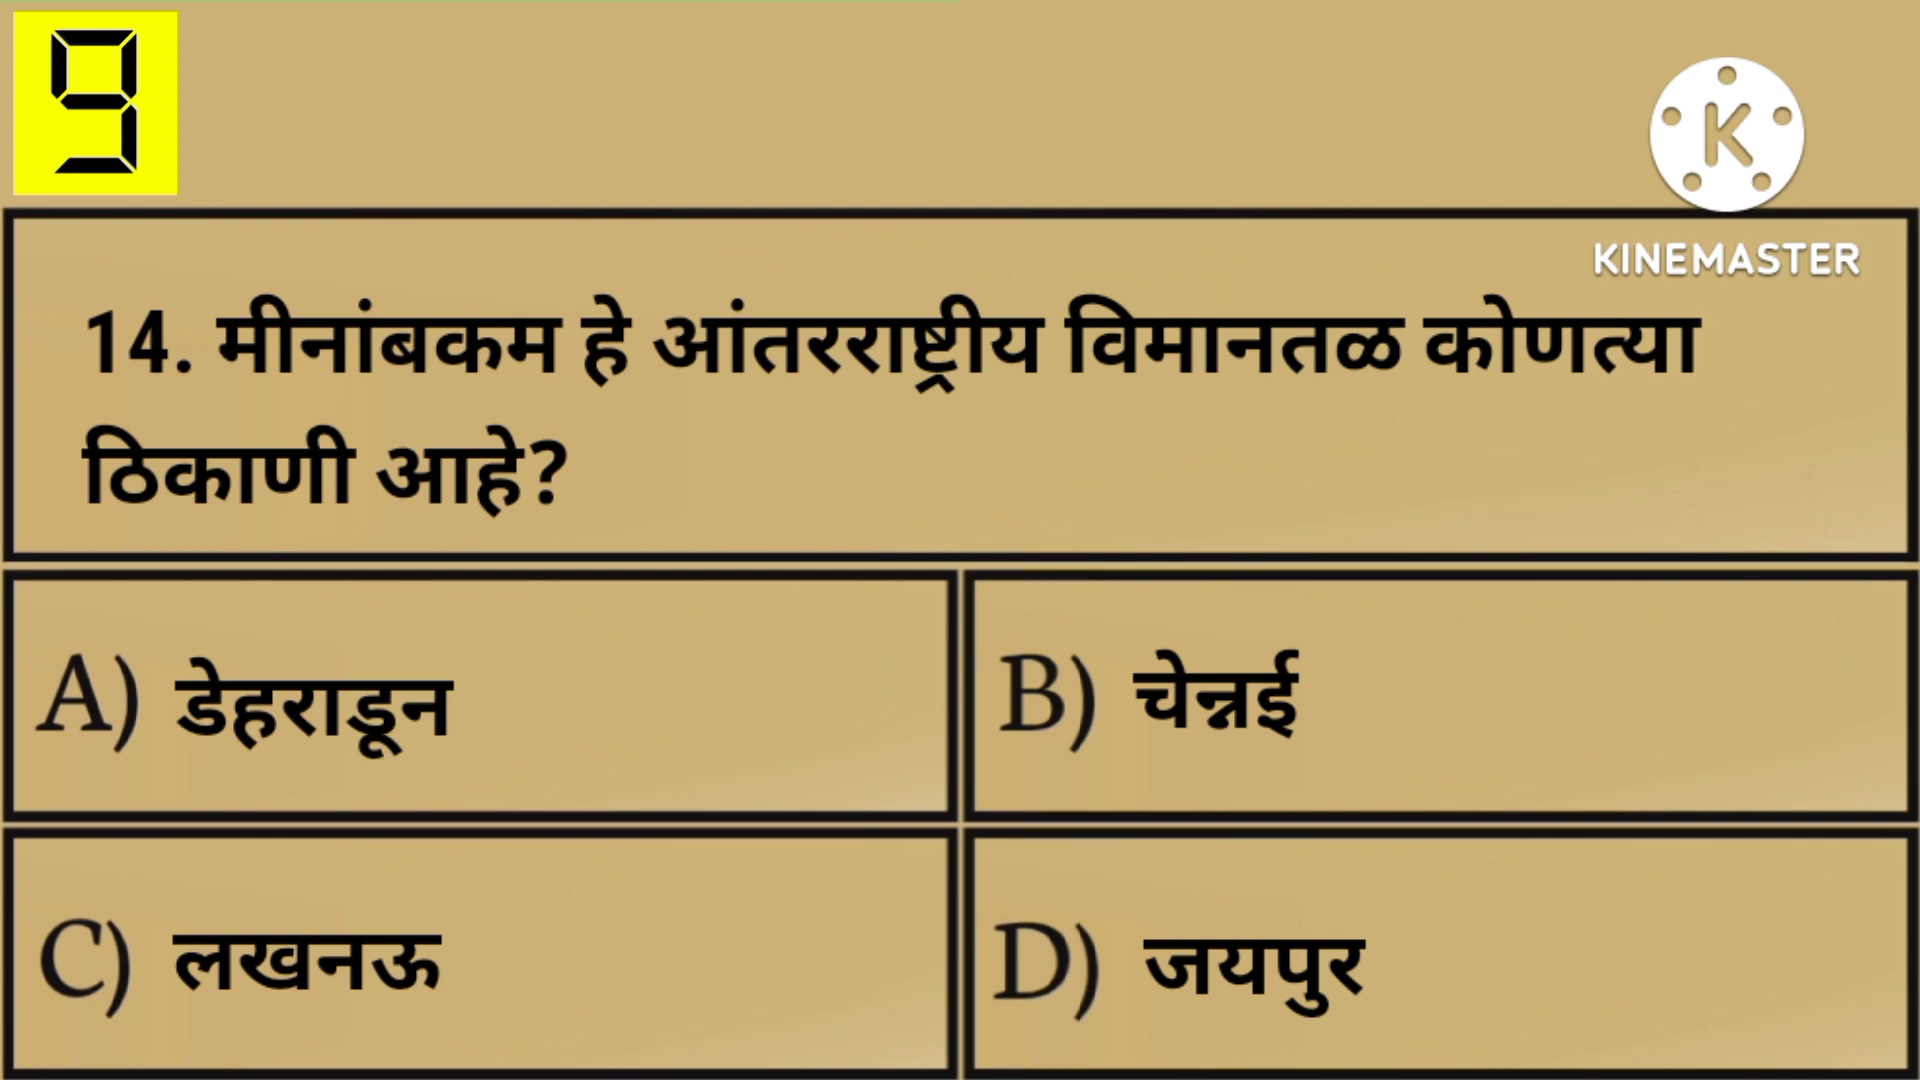 9
K
KINEMASTER
14. मीनांबकम हे आंतरराष्ट्रीय विमानतळ कोणत्या
ठिकाणी आहे?
A) डेहराडून
B) चेन्नई
C) लखनऊ
D) जयपुर